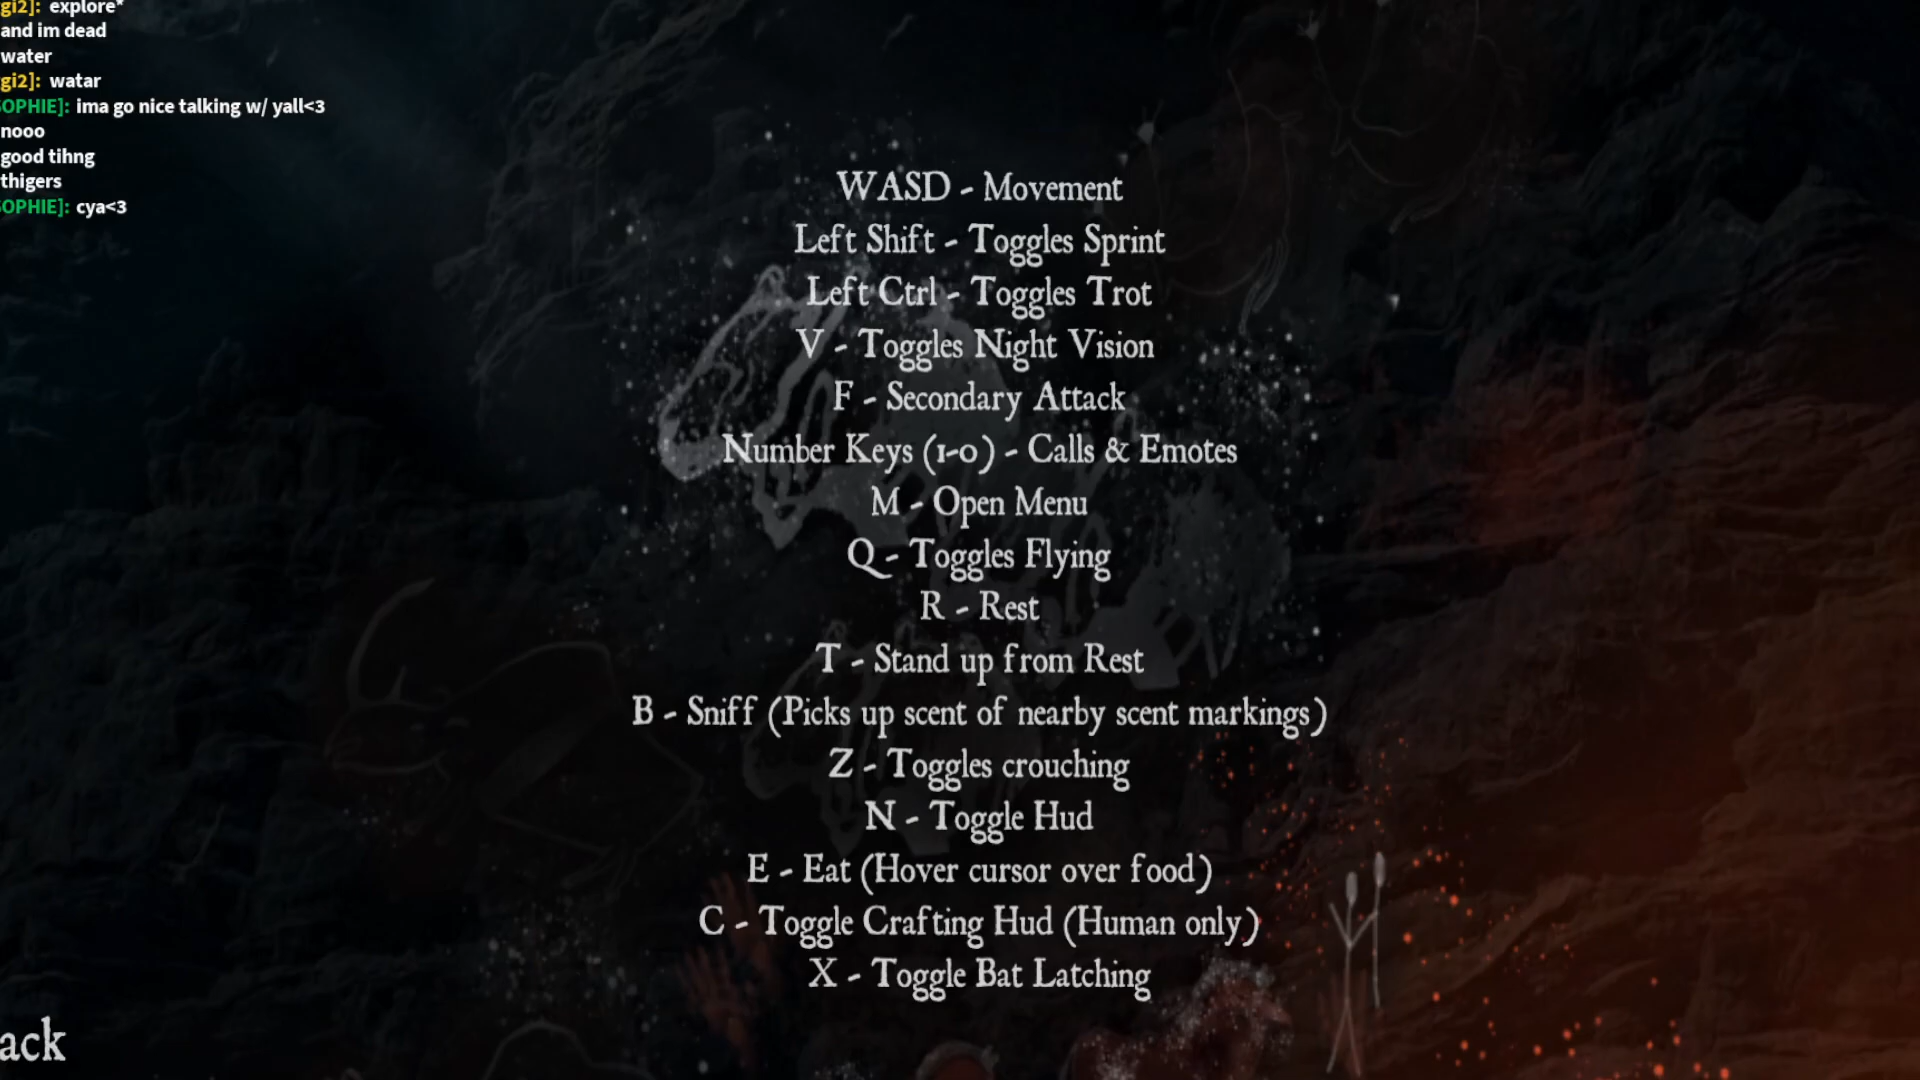 gi2]: explore*
and im dead
water
gi2]: watar
SOPHIE]: ima go nice talking w/ yall<3
nooo
good tihng
thigers
SOPHIE]: cya<3
WASD - Movement
Left Shift - Toggles Sprint
Left Ctrl - Toggles Trot
V - Toggles Night Vision
F - Secondary Attack
Number Keys (1-0) - Calls & Emotes
M - Open Menu
Q - Toggles Flying
R - Rest
T - Stand up from Rest
B - Sniff (Picks up scent of nearby scent markings)
Z - Toggles crouching
N - Toggle Hud
E - Eat (Hover cursor over food)
C - Toggle Crafting Hud (Human only)
X - Toggle Bat Latching
ack